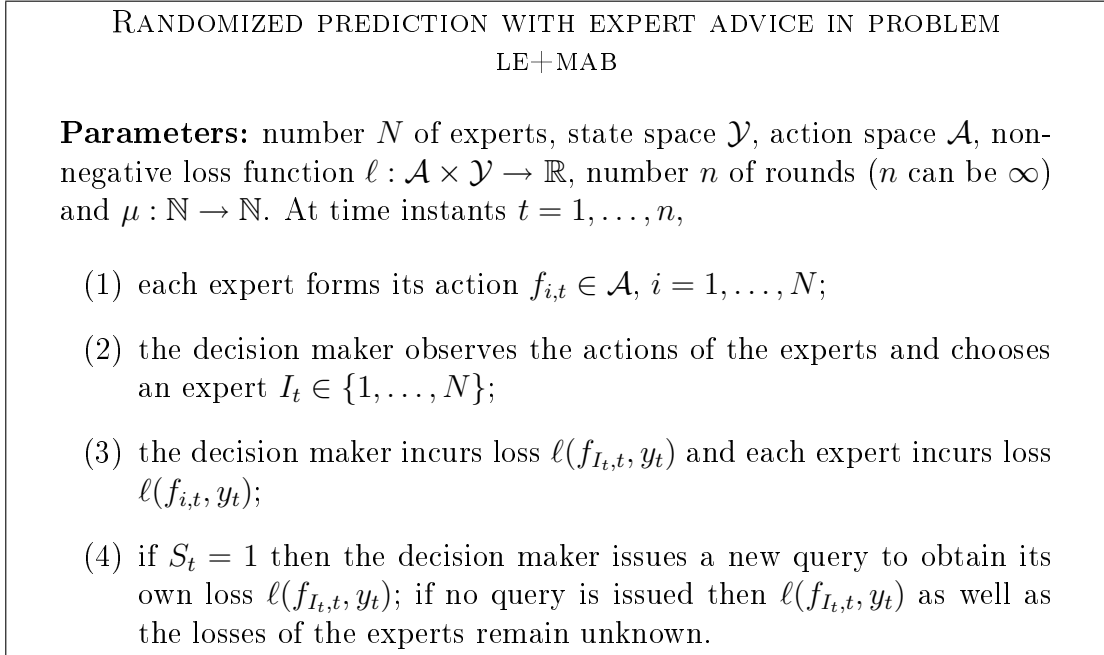 RANDOMIZED PREDICTION WITH EXPERT ADVICE IN PROBLEM
LE+MAB
Parameters: number N of experts, state space 𝒴, action space 𝒜, non-
negative loss function ℓ : 𝒜 × 𝒴 → ℝ, number n of rounds (n can be ∞)
and μ : ℕ → ℕ. At time instants t = 1, . . . , n,
(1) each expert forms its action f_{i,t} ∈ 𝒜, i = 1, . . . , N;
(2) the decision maker observes the actions of the experts and chooses
an expert I_t ∈ {1, . . . , N};
(3) the decision maker incurs loss ℓ(f_{I_t,t}, y_t) and each expert incurs loss
ℓ(f_{i,t}, y_t);
(4) if S_t = 1 then the decision maker issues a new query to obtain its
own loss ℓ(f_{I_t,t}, y_t); if no query is issued then ℓ(f_{I_t,t}, y_t) as well as
the losses of the experts remain unknown.